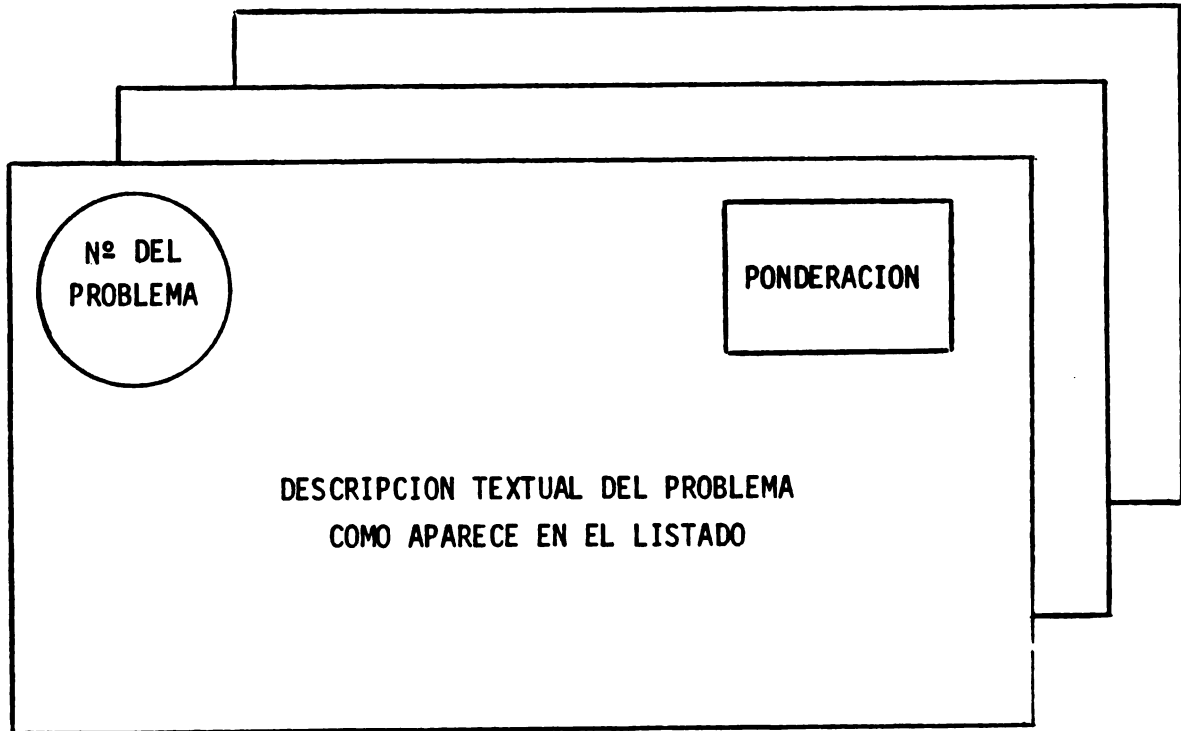 Nº DEL
PROBLEMA
PONDERACION
DESCRIPCION TEXTUAL DEL PROBLEMA
COMO APARECE EN EL LISTADO